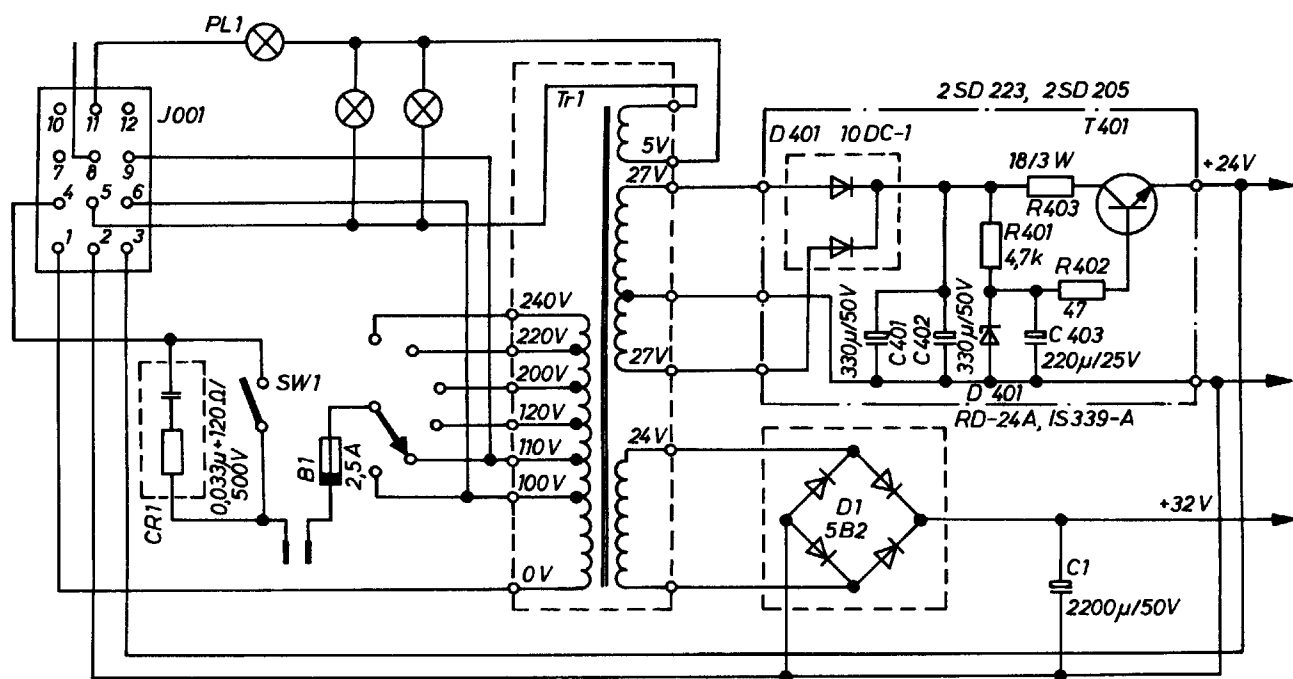 PL1
J001
10 11 12
7 8 9
4 5 6
1 2 3
Tr1
5V
27V
27V
24V
2SD 223, 2SD 205
T401
D401 10 DC-1
18/3W
R403
+24V
R401
4,7k
R402
47
330µ/50V
C401
C402
330µ/50V
C403
220µ/25V
D 401
RD-24A, IS339-A
240V
220V
200V
120V
110V
100V
0V
SW1
CR1
0,033µ+120Ω/
500V
B1
2,5A
D1
5B2
+32V
C1
2200µ/50V